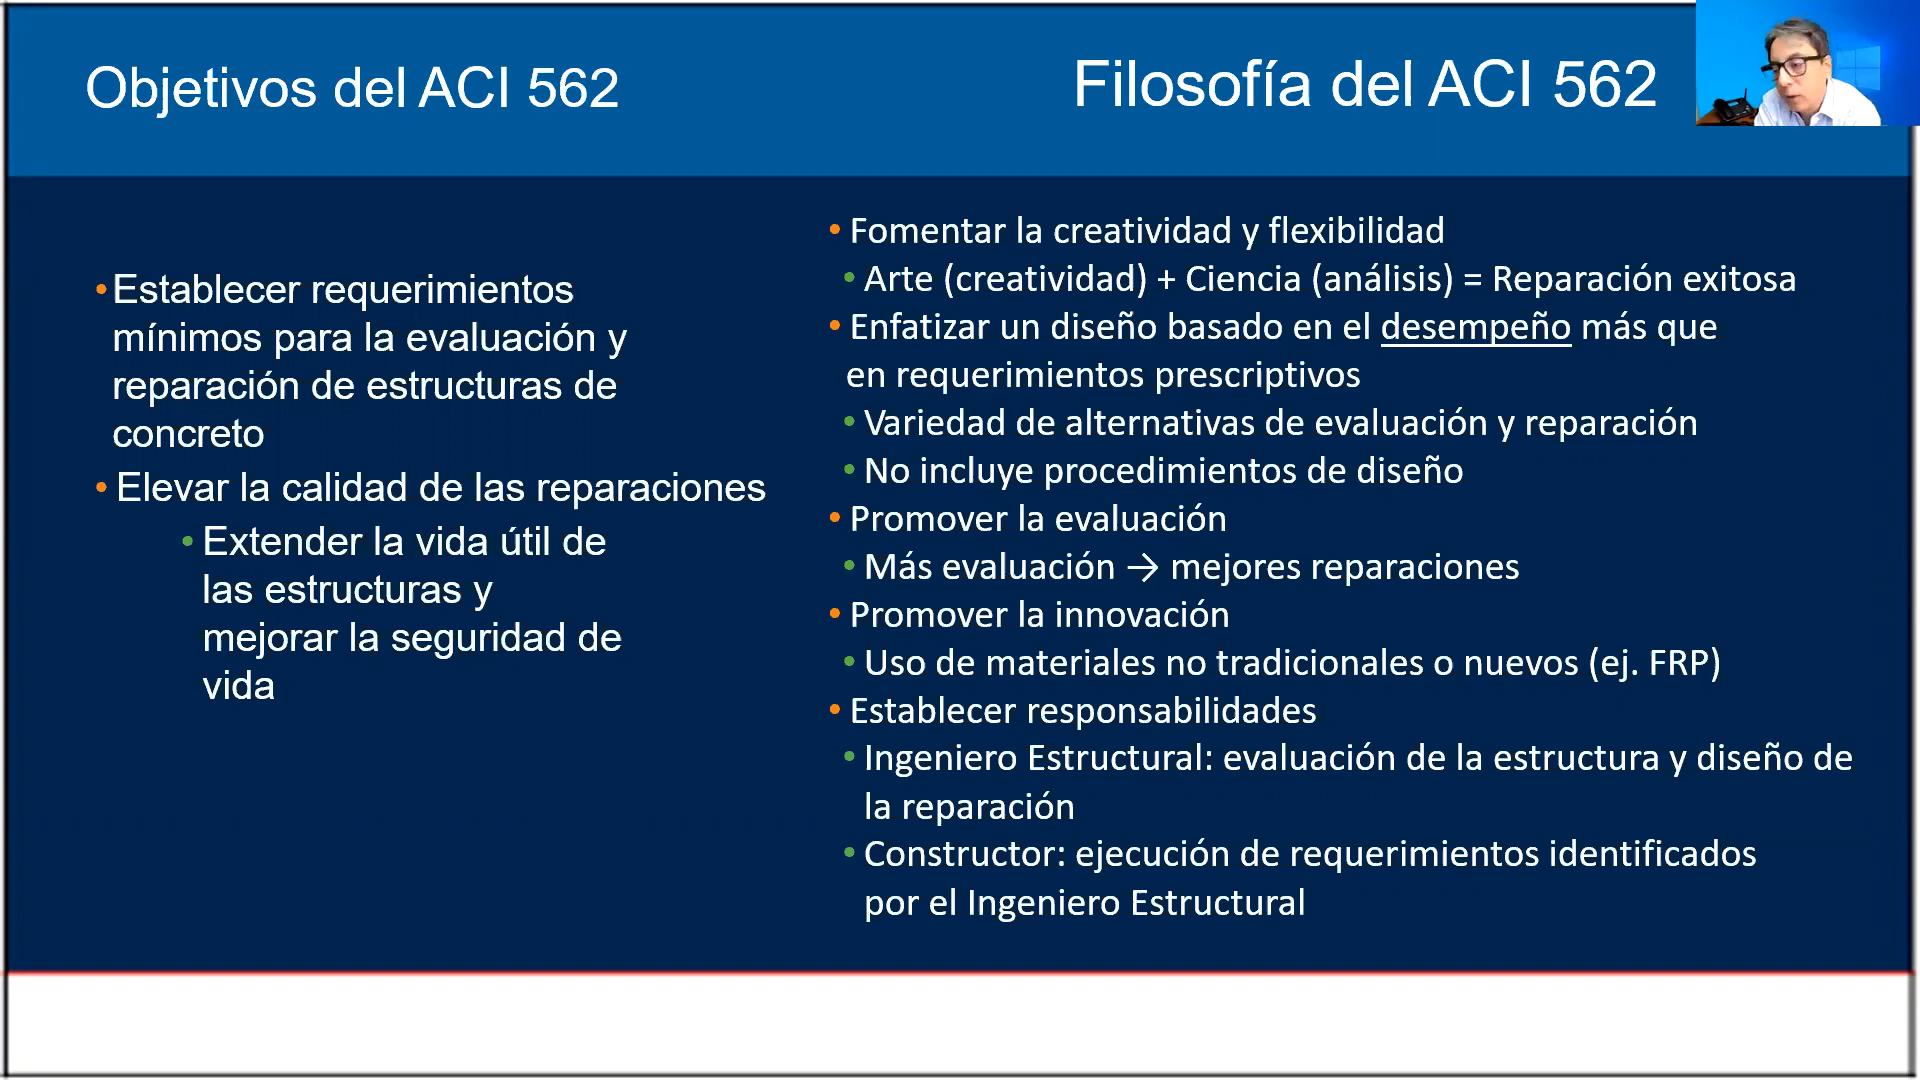 Objetivos del ACI 562
Filosofía del ACI 562
•Establecer requerimientos
mínimos para la evaluación y
reparación de estructuras de
concreto
• Elevar la calidad de las reparaciones
• Extender la vida útil de
las estructuras y
mejorar la seguridad de
vida
• Fomentar la creatividad y flexibilidad
• Arte (creatividad) + Ciencia (análisis) = Reparación exitosa
• Enfatizar un diseño basado en el desempeño más que
en requerimientos prescriptivos
• Variedad de alternativas de evaluación y reparación
• No incluye procedimientos de diseño
• Promover la evaluación
• Más evaluación → mejores reparaciones
• Promover la innovación
• Uso de materiales no tradicionales o nuevos (ej. FRP)
• Establecer responsabilidades
• Ingeniero Estructural: evaluación de la estructura y diseño de
la reparación
• Constructor: ejecución de requerimientos identificados
por el Ingeniero Estructural